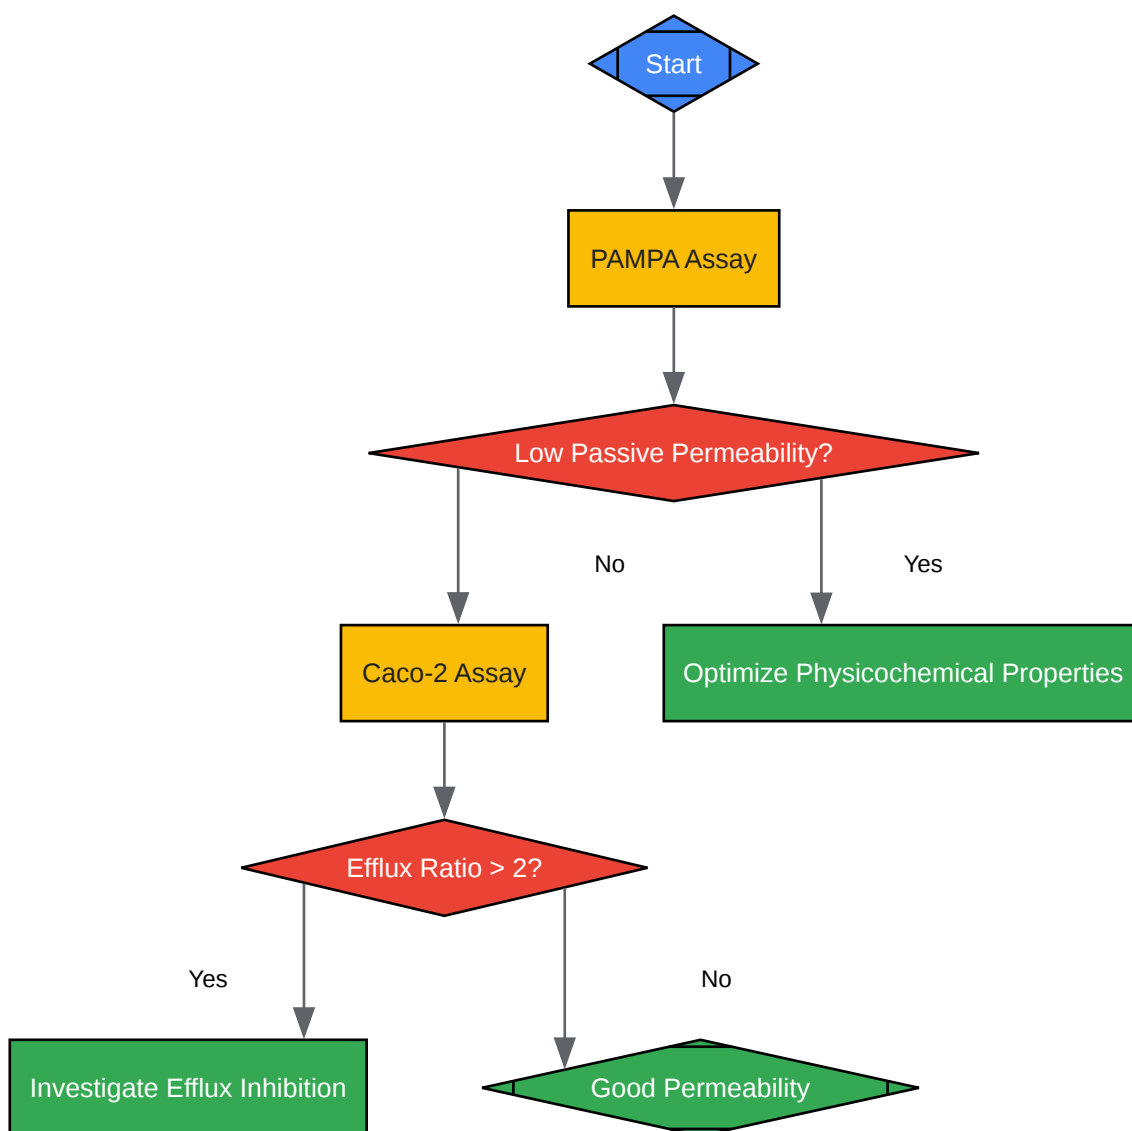 Start
PAMPA Assay
Low Passive Permeability?
No
Yes
Caco-2 Assay
Optimize Physicochemical Properties
Efflux Ratio > 2?
Yes
No
Investigate Efflux Inhibition
Good Permeability